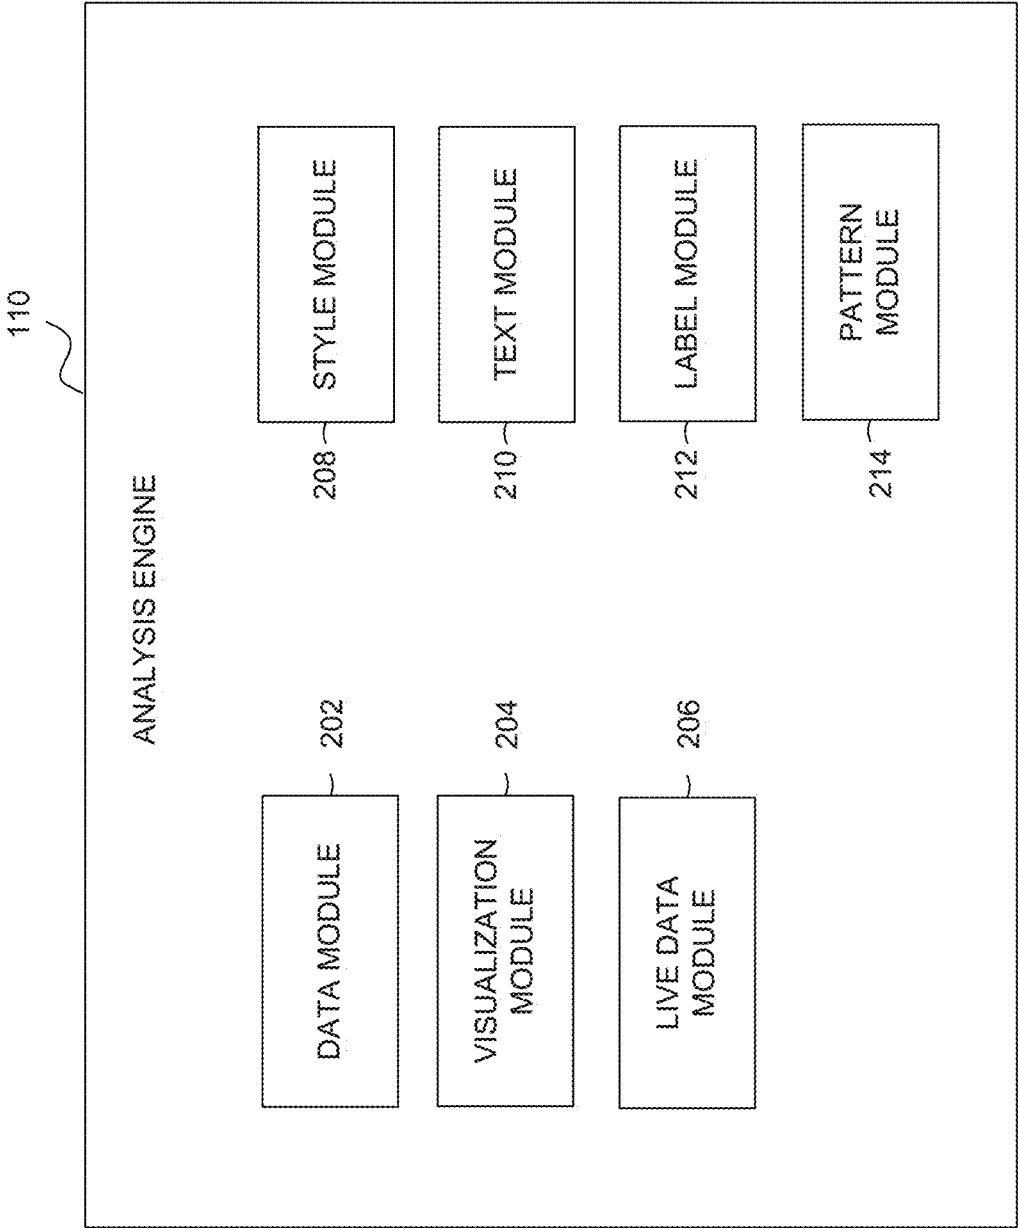 110
ANALYSIS ENGINE
DATA MODULE
202
VISUALIZATION
MODULE
204
LIVE DATA
MODULE
206
208
STYLE MODULE
210
TEXT MODULE
212
LABEL MODULE
214
PATTERN
MODULE